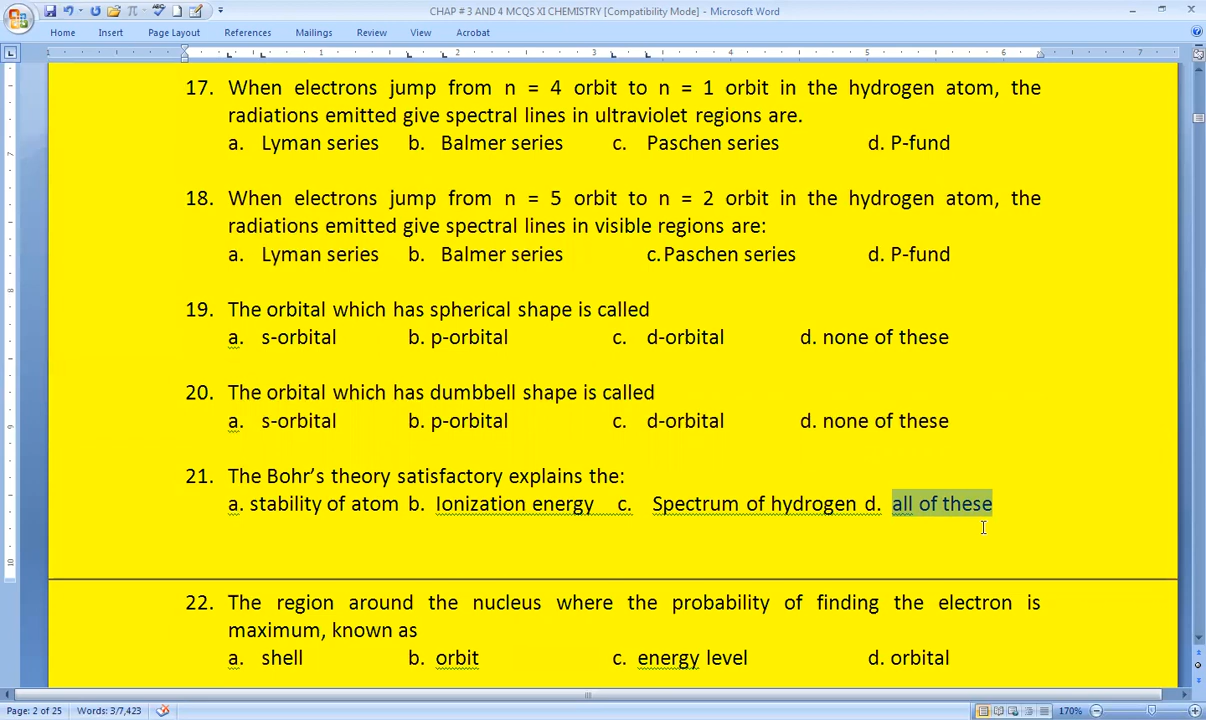 CHAP # 3 AND 4 MCQS XI CHEMISTRY [Compatibility Mode] - Microsoft Word
Home Insert Page Layout References Mailings Review View Acrobat
1 1 2 3 4 5 6 7
17. When electrons jump from n = 4 orbit to n = 1 orbit in the hydrogen atom, the
radiations emitted give spectral lines in ultraviolet regions are.
a. Lyman series b. Balmer series c. Paschen series d. P-fund
18. When electrons jump from n = 5 orbit to n = 2 orbit in the hydrogen atom, the
radiations emitted give spectral lines in visible regions are:
a. Lyman series b. Balmer series c. Paschen series d. P-fund
19. The orbital which has spherical shape is called
a. s-orbital b. p-orbital c. d-orbital d. none of these
20. The orbital which has dumbbell shape is called
a. s-orbital b. p-orbital c. d-orbital d. none of these
21. The Bohr’s theory satisfactory explains the:
a. stability of atom b. Ionization energy c. Spectrum of hydrogen d. all of these
22. The region around the nucleus where the probability of finding the electron is
maximum, known as
a. shell b. orbit c. energy level d. orbital
Page: 2 of 25 Words: 3/7,423 170%